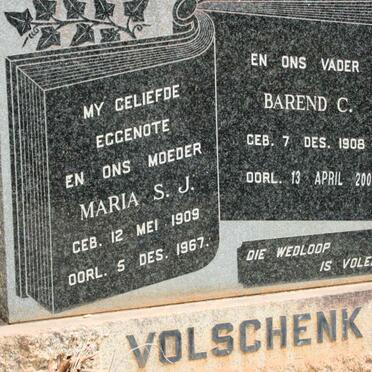 MY GELIEFDE
EGGENOTE
EN ONS MOEDER
MARIA S. J.
GEB. 12 MEI 1909
OORL. 5 DES. 1967.
EN ONS VADER
BAREND C.
GEB. 7 DES. 1908
OORL. 13 APRIL 200
DIE WEDLOOP
IS VOLE
VOLSCHENK